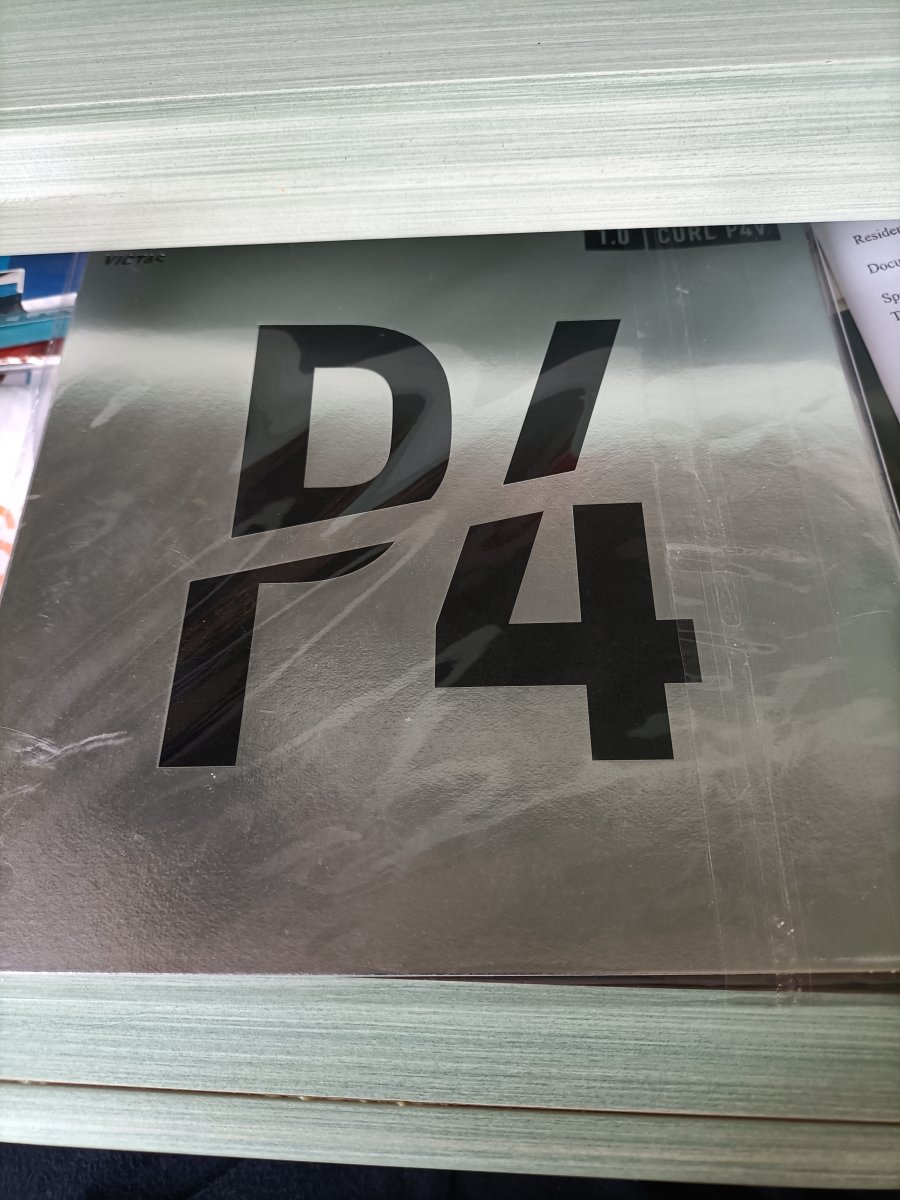 VICTAS
1.0 CURL P4V.
P4
Residen
Docu
Sp
T